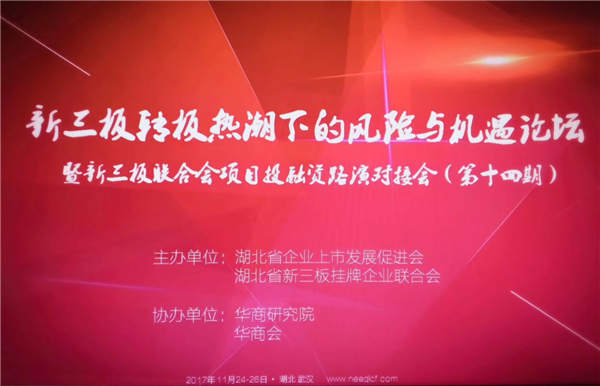 新三板转板热潮下的风险与机遇论坛
暨新三板联合会项目投融资路演对接会（第十四期）
主办单位：湖北省企业上市发展促进会
湖北省新三板挂牌企业联合会
协办单位：华商研究院
华商会
2017年11月24-26日·湖北 武汉 www.neeqicf.com